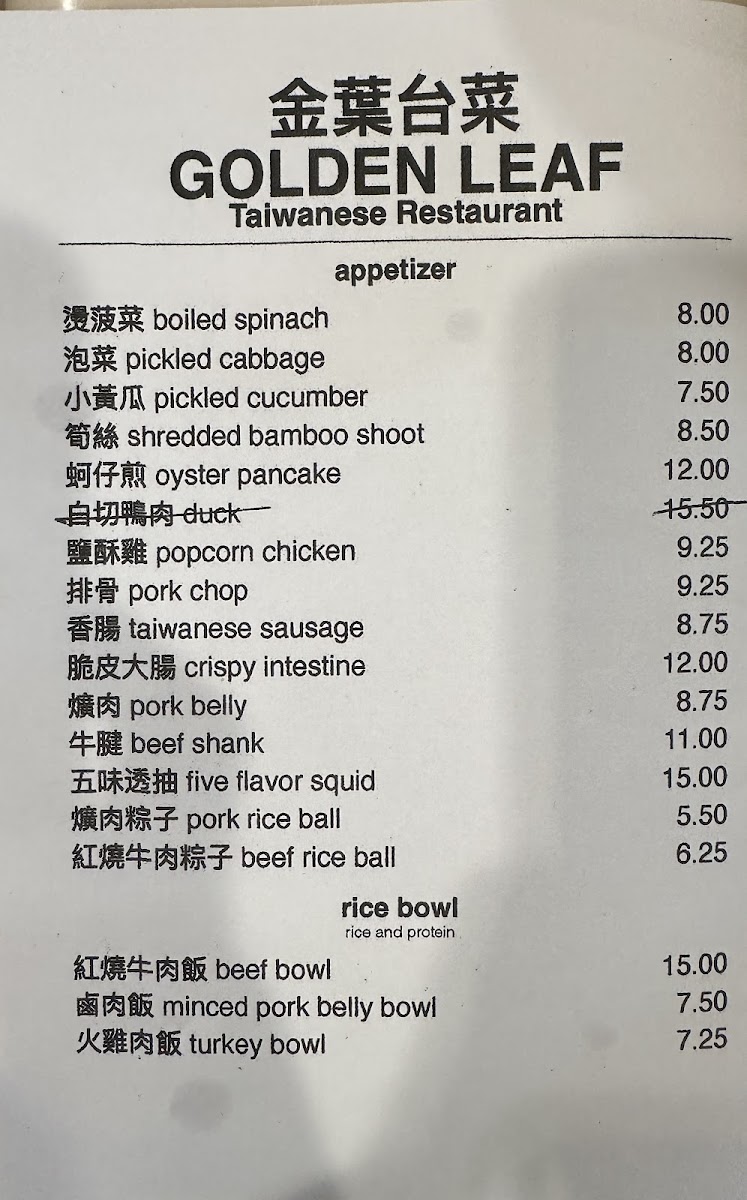 金葉台菜
GOLDEN LEAF
Taiwanese Restaurant
appetizer
燙菠菜 boiled spinach 8.00
泡菜 pickled cabbage 8.00
小黃瓜 pickled cucumber 7.50
筍絲 shredded bamboo shoot 8.50
蚵仔煎 oyster pancake 12.00
白切鴨肉 duck 15.50
鹽酥雞 popcorn chicken 9.25
排骨 pork chop 9.25
香腸 taiwanese sausage 8.75
脆皮大腸 crispy intestine 12.00
爌肉 pork belly 8.75
牛腱 beef shank 11.00
五味透抽 five flavor squid 15.00
爌肉粽子 pork rice ball 5.50
紅燒牛肉粽子 beef rice ball 6.25
rice bowl
rice and protein
紅燒牛肉飯 beef bowl 15.00
鹵肉飯 minced pork belly bowl 7.50
火雞肉飯 turkey bowl 7.25